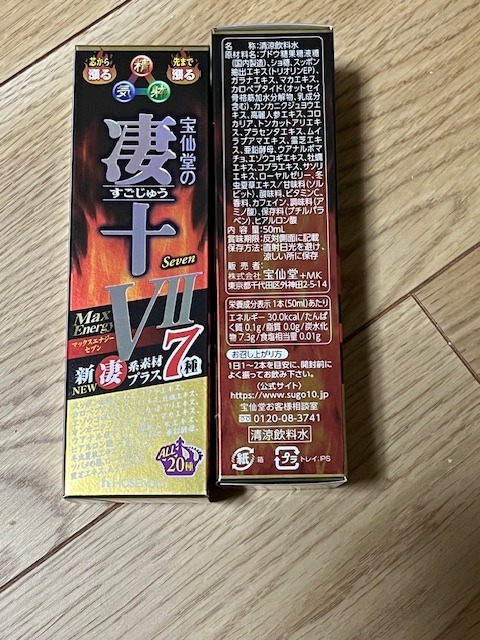 芯から
漲る
先まで
漲る
精
気
財
宝仙堂の
凄十
すごじゅう
Seven
VII
Max
Energy
マックスエナジー
セブン
新
NEW
凄系素材
プラス7種
ALL
20種
名　称:清涼飲料水
原材料名:ブドウ糖果糖液糖
(国内製造)、ショ糖、スッポン
抽出エキス(トリオリンEP)、
ガラナエキス、マカエキス、
カロペプタイド(オットセイ
骨格筋加水分解物、乳成分
含む)、カンカニクジュヨウエ
キス、高麗人参エキス、コロ
カリア、トンカットアリエキ
ス、プラセンタエキス、ムイ
ラプアマエキス、霊芝エキ
ス、亜鉛酵母、ウアナルポマ
チョ、エゾウコギエキス、牡蠣
エキス、コブラエキス、サソリ
エキス、ローヤルゼリー、冬
虫夏草エキス/甘味料(ソル
ビット)、酸味料、ビタミンC、
香料、カフェイン、調味料(ア
ミノ酸)、保存料(ブチルパラ
ベン)、ヒアルロン酸
内 容 量:50mL
賞味期限:反対側面に記載
保存方法:直射日光を避け、
涼しい所に保存
販 売 者:
株式会社 宝仙堂+MK
東京都千代田区外神田2-5-14
栄養成分表示 1本(50ml)あたり
エネルギー 30.0kcal/たんぱ
く質 0.1g/脂質 0.0g/炭水化
物 7.3g/食塩相当量 0.01g
お召し上がり方
1日1〜2本を目安に、開封前に
よく振ってお飲み下さい。
〈公式サイト〉
https://www.sugo10.jp
宝仙堂お客様相談室
0120-08-3741
清涼飲料水
紙:箱
プラ トレイ:PS